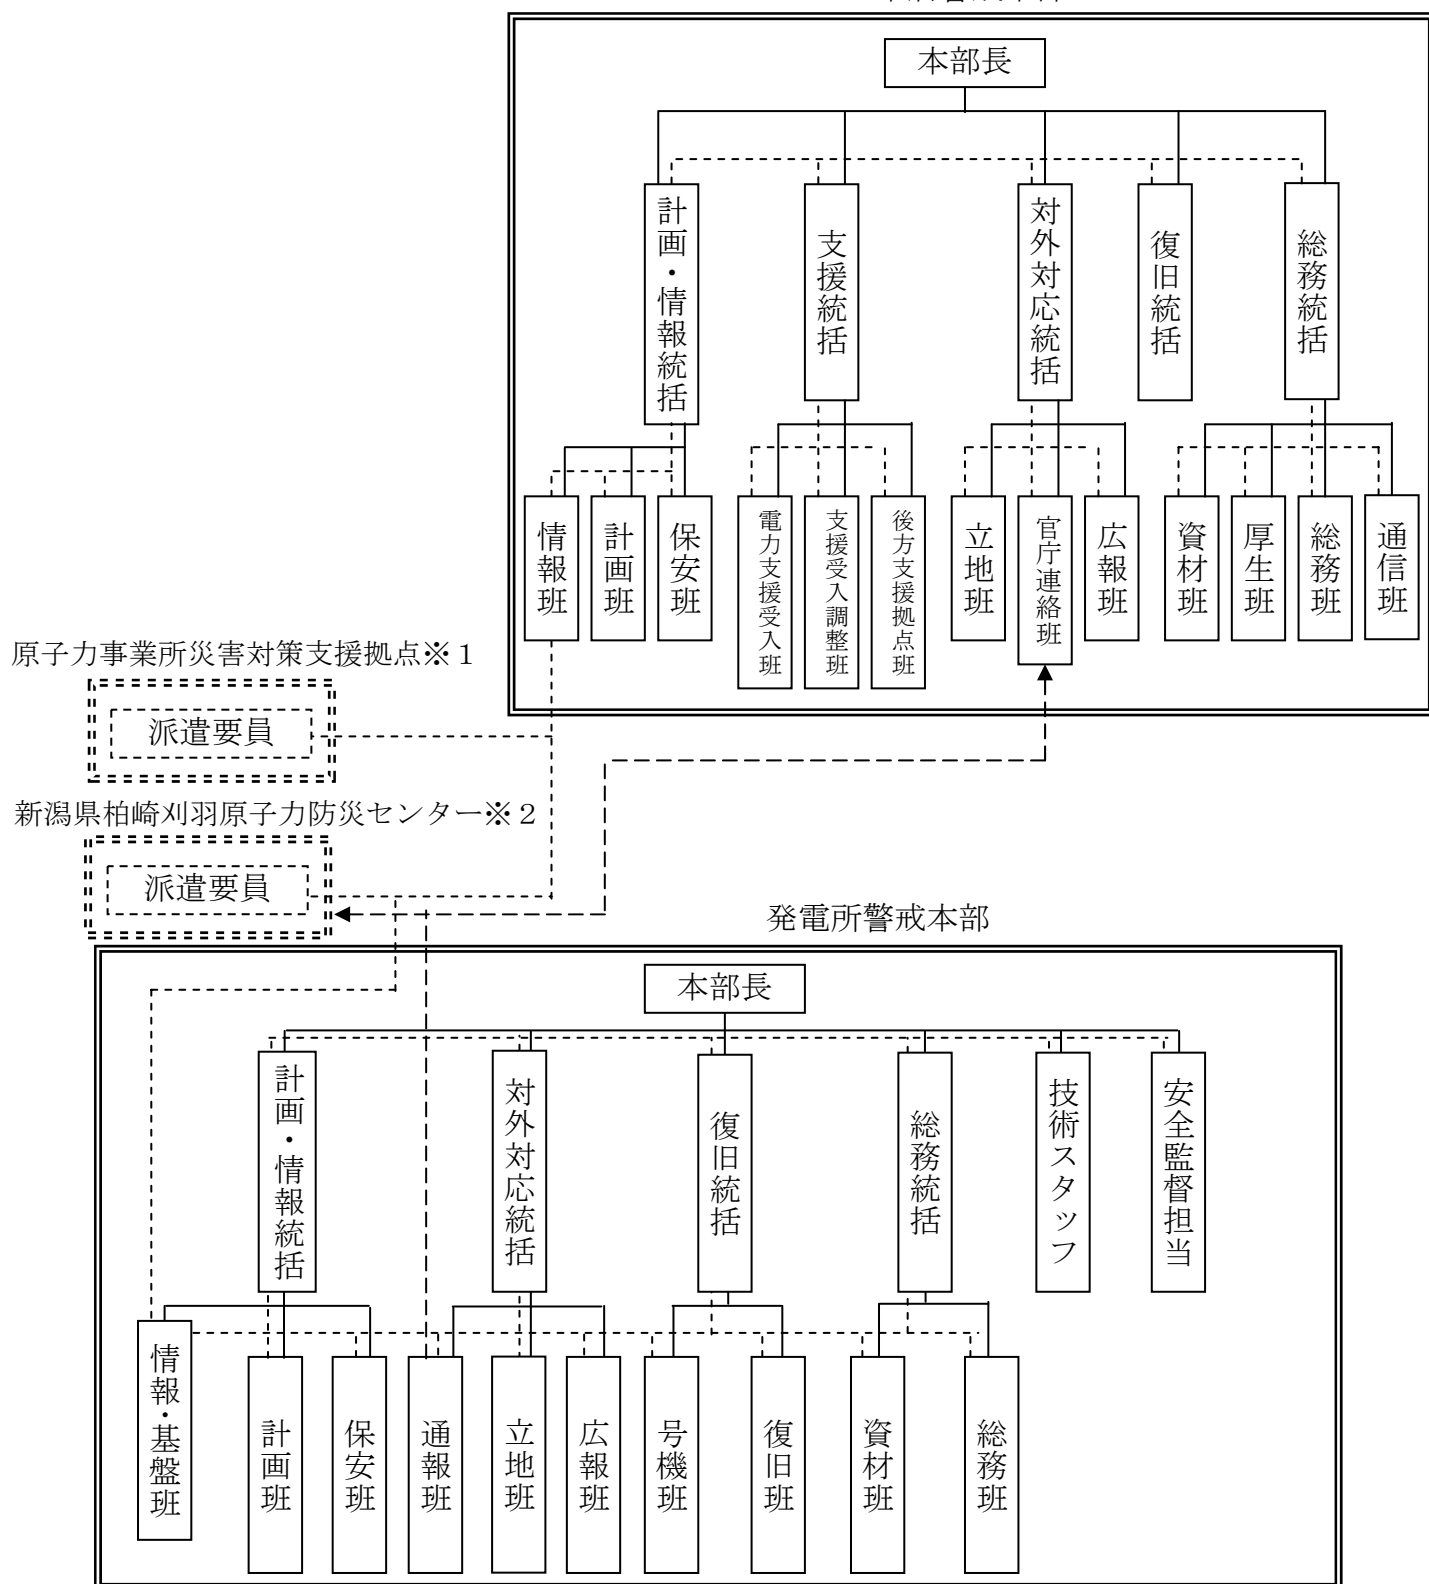 本部長
計画・情報統括
支援統括
対外対応統括
復旧統括
総務統括
情報班
計画班
保安班
電力支援受入班
支援受入調整班
後方支援拠点班
立地班
官庁連絡班
広報班
資材班
厚生班
総務班
通信班
原子力事業所災害対策支援拠点※1
派遣要員
新潟県柏崎刈羽原子力防災センター※2
派遣要員
発電所警戒本部
本部長
計画・情報統括
対外対応統括
復旧統括
総務統括
技術スタッフ
安全監督担当
情報・基盤班
計画班
保安班
通報班
立地班
広報班
号機班
復旧班
資材班
総務班